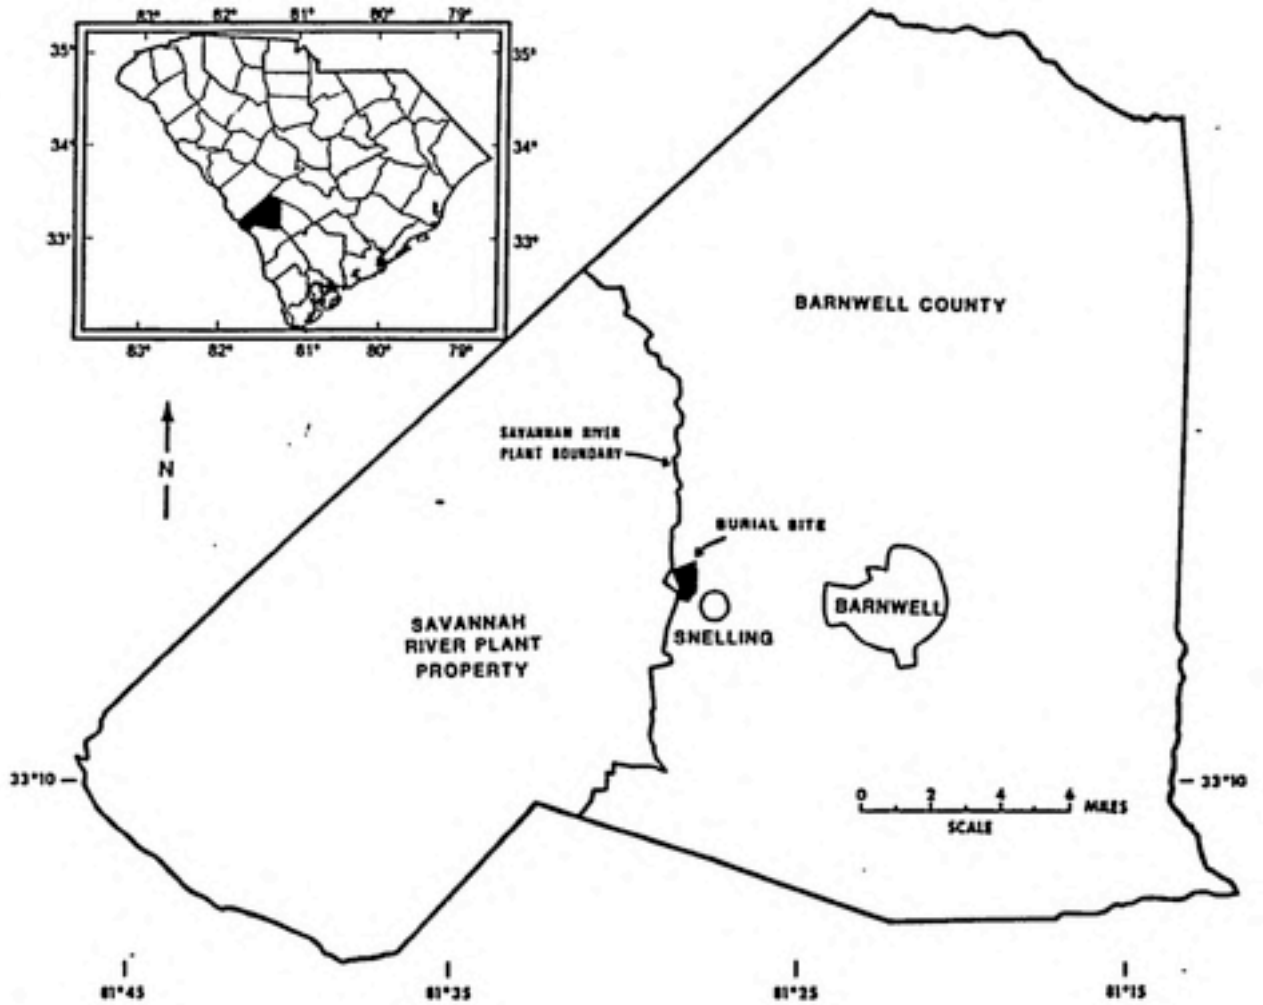 83° 82° 81° 80° 79°
35° 35°
34° 34°
33° 33°
83° 82° 81° 80° 79°
BARNWELL COUNTY
N
SAVANNAH RIVER
PLANT BOUNDARY
BURIAL SITE
BARNWELL
SNELLING
SAVANNAH
RIVER PLANT
PROPERTY
33°10 33°10
0 2 4 6 MILES
SCALE
81°45 81°35 81°25 81°15